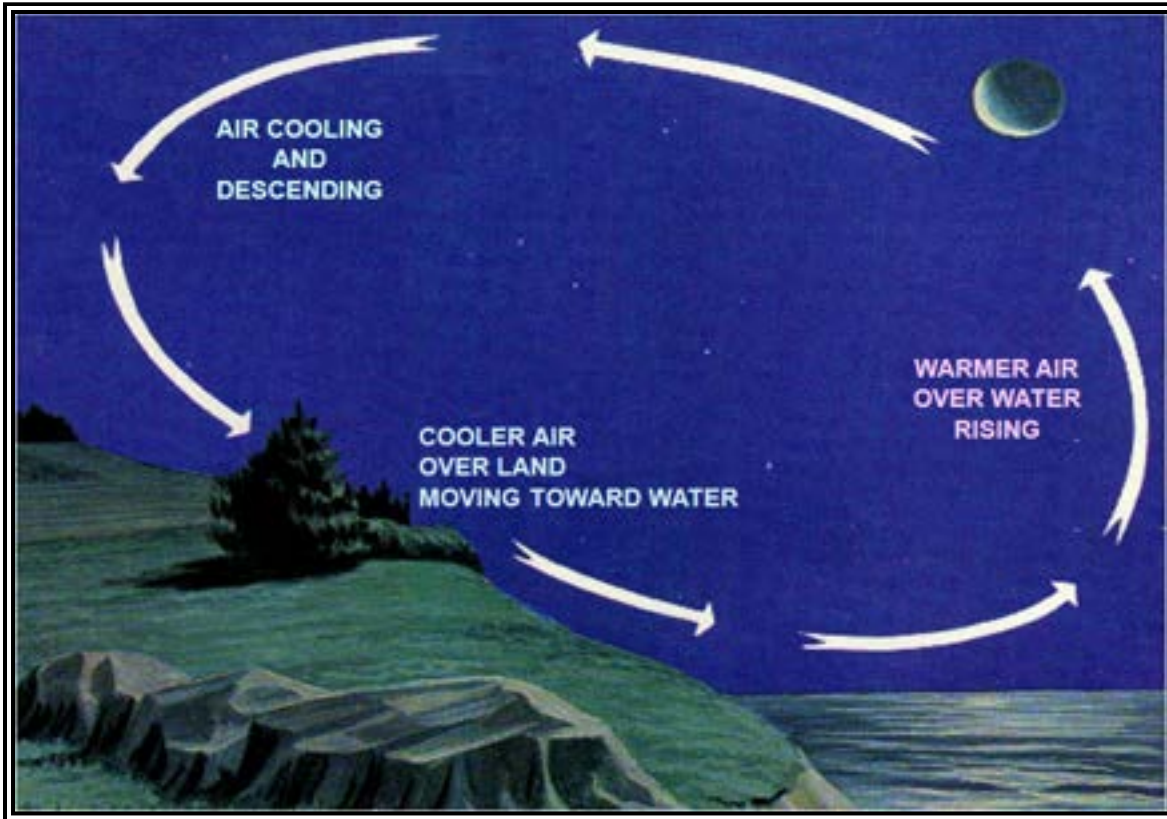 AIR COOLING
AND
DESCENDING
WARMER AIR
OVER WATER
RISING
COOLER AIR
OVER LAND
MOVING TOWARD WATER